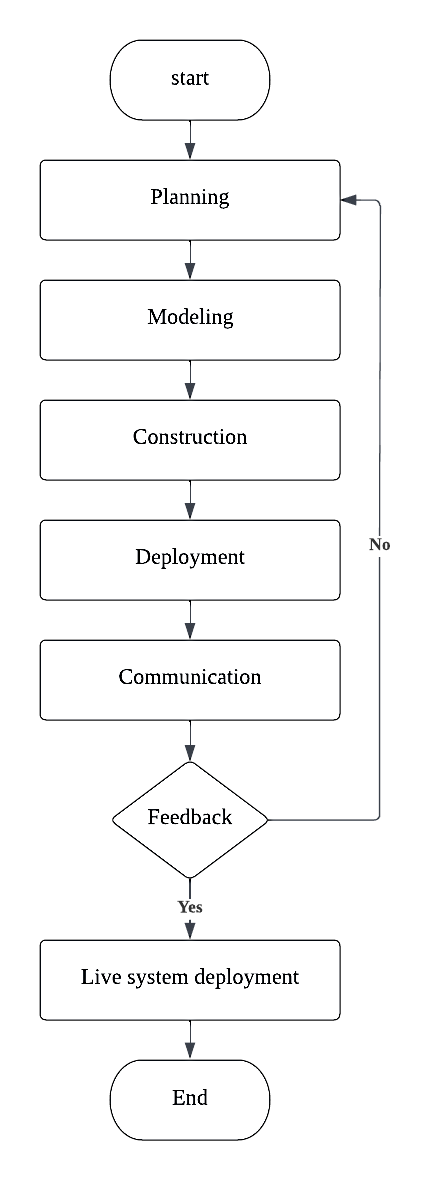 start
Planning
Modeling
Construction
Deployment
No
Communication
Feedback
Yes
Live system deployment
End